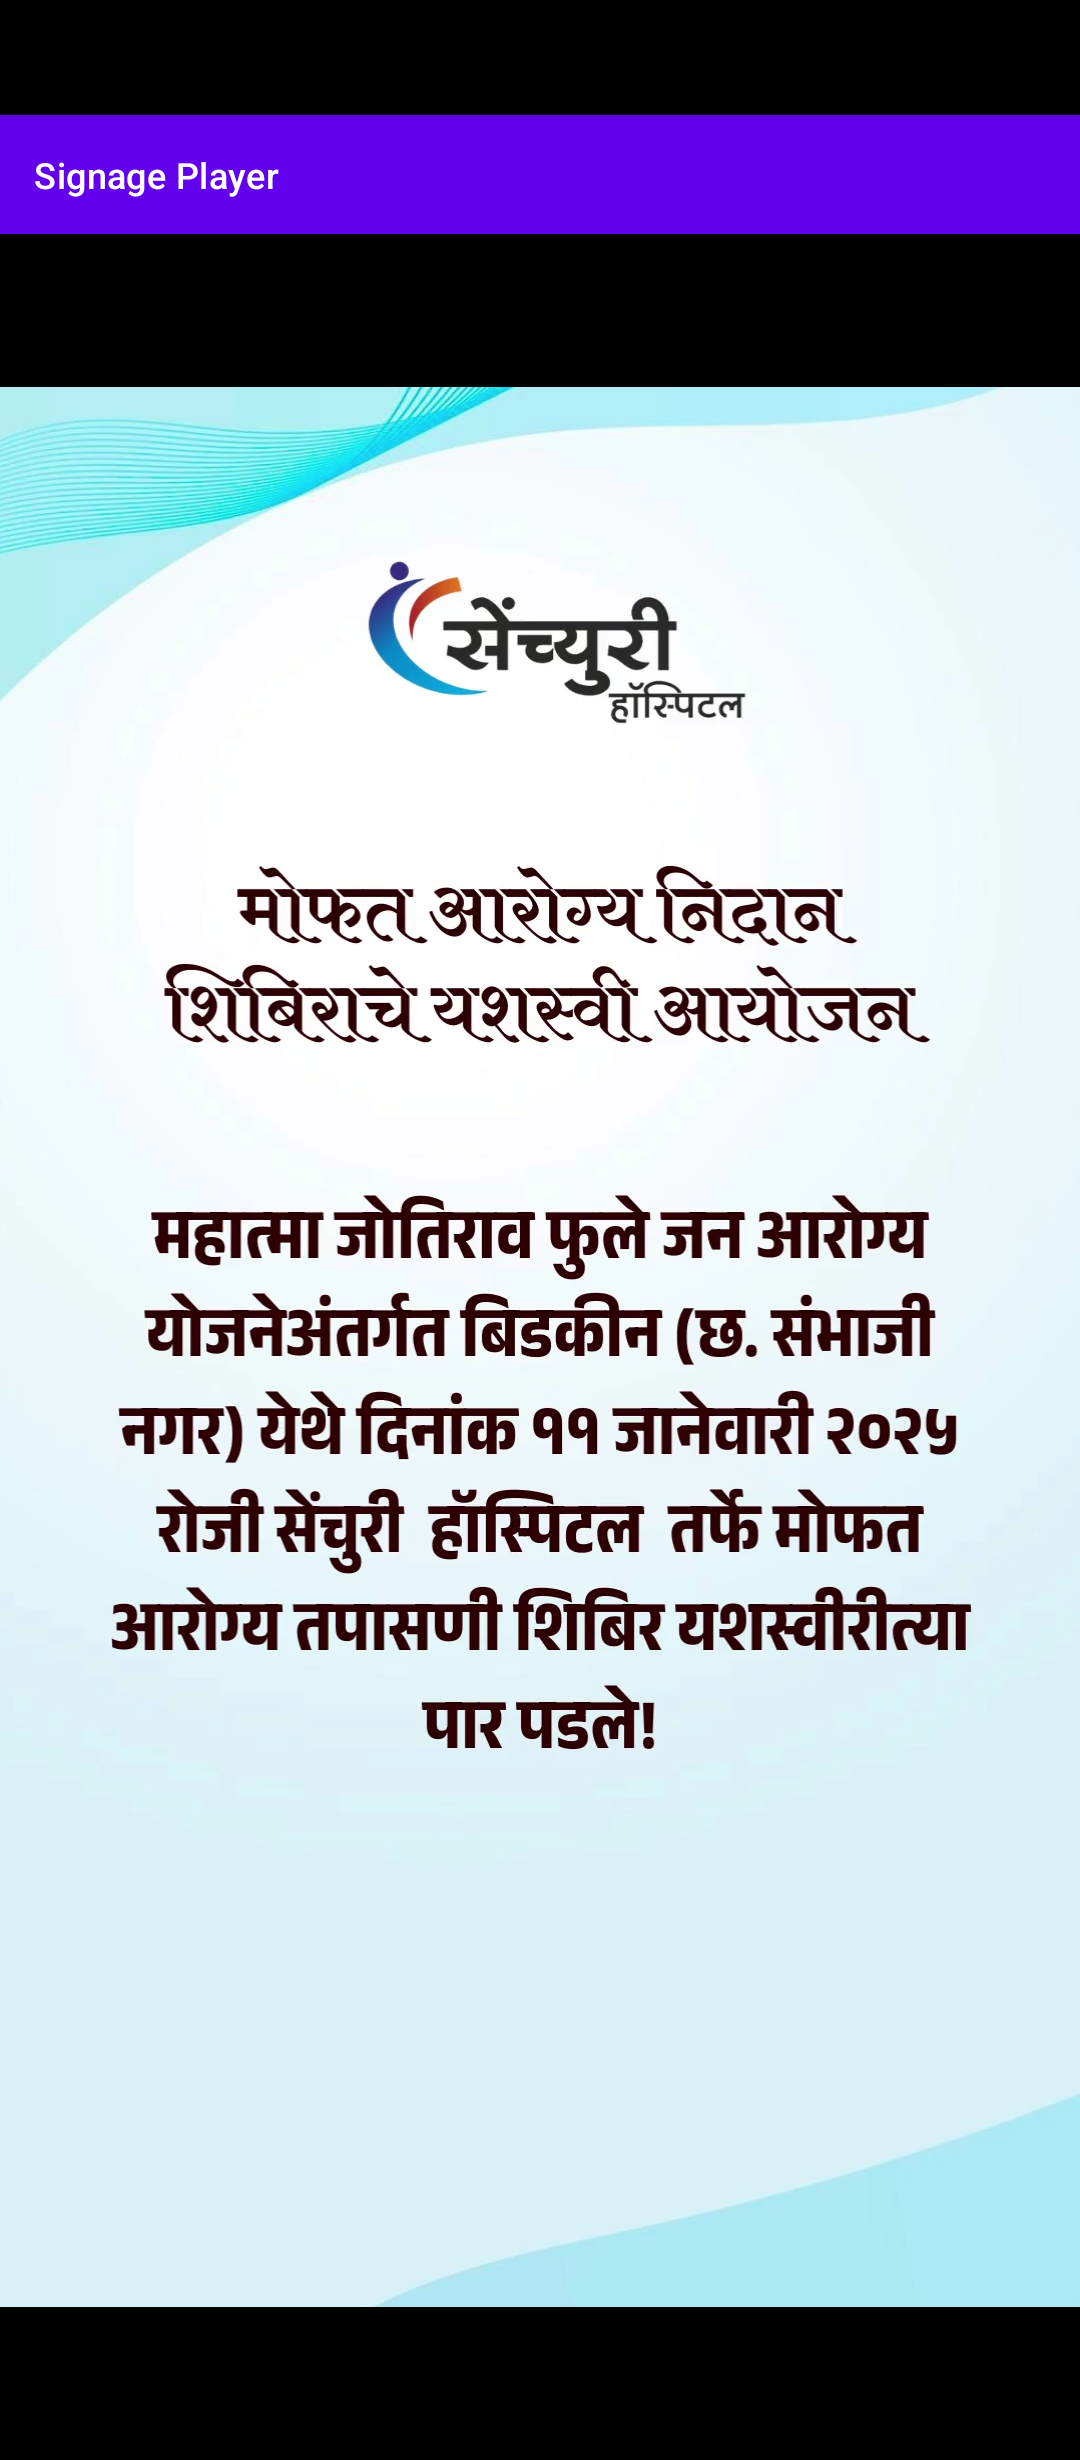 Signage Player
सेंच्युरी
हॉस्पिटल
मोफत आरोग्य निदान
शिबिराचे यशस्वी आयोजन
महात्मा जोतिराव फुले जन आरोग्य
योजनेअंतर्गत बिडकीन (छ. संभाजी
नगर) येथे दिनांक ११ जानेवारी २०२५
रोजी सेंचुरी हॉस्पिटल तर्फे मोफत
आरोग्य तपासणी शिबिर यशस्वीरीत्या
पार पडले!